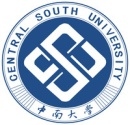 CENTRAL SOUTH UNIVERSITY
中南大学